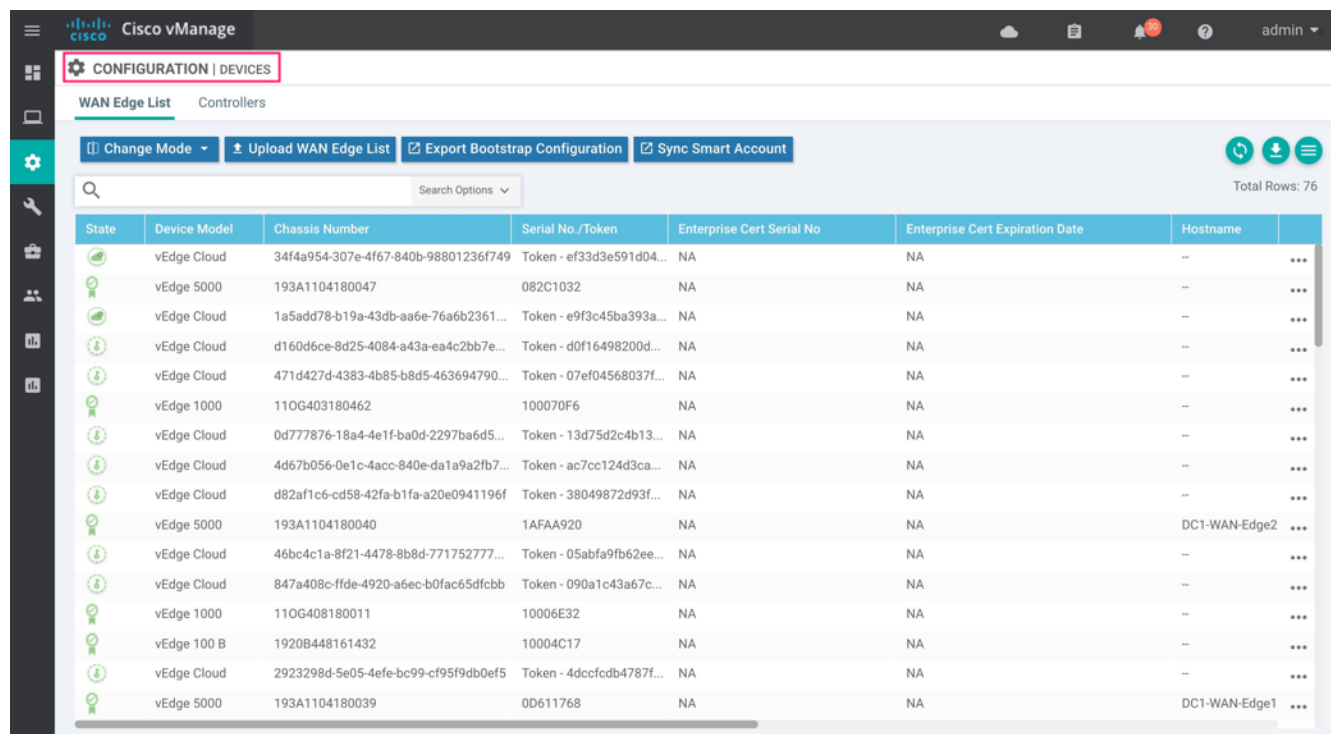 cisco Cisco vManage 30 admin
CONFIGURATION | DEVICES
WAN Edge List Controllers
Change Mode Upload WAN Edge List Export Bootstrap Configuration Sync Smart Account
Search Options Total Rows: 76
State Device Model Chassis Number Serial No./Token Enterprise Cert Serial No Enterprise Cert Expiration Date Hostname
vEdge Cloud 34f4a954-307e-4f67-840b-98801236f749 Token - ef33d3e591d04... NA NA -- •••
vEdge 5000 193A1104180047 082C1032 NA NA -- •••
vEdge Cloud 1a5add78-b19a-43db-aa6e-76a6b2361... Token - e9f3c45ba393a... NA NA -- •••
vEdge Cloud d160d6ce-8d25-4084-a43a-ea4c2bb7e... Token - d0f16498200d... NA NA -- •••
vEdge Cloud 471d427d-4383-4b85-b8d5-463694790... Token - 07ef04568037f... NA NA -- •••
vEdge 1000 110G403180462 100070F6 NA NA -- •••
vEdge Cloud 0d777876-18a4-4e1f-ba0d-2297ba6d5... Token - 13d75d2c4b13... NA NA -- •••
vEdge Cloud 4d67b056-0e1c-4acc-840e-da1a9a2fb7... Token - ac7cc124d3ca... NA NA -- •••
vEdge Cloud d82af1c6-cd58-42fa-b1fa-a20e0941196f Token - 38049872d93f... NA NA -- •••
vEdge 5000 193A1104180040 1AFAA920 NA NA DC1-WAN-Edge2 •••
vEdge Cloud 46bc4c1a-8f21-4478-8b8d-771752777... Token - 05abfa9fb62ee... NA NA -- •••
vEdge Cloud 847a408c-ffde-4920-a6ec-b0fac65dfcbb Token - 090a1c43a67c... NA NA -- •••
vEdge 1000 110G408180011 10006E32 NA NA -- •••
vEdge 100 B 1920B448161432 10004C17 NA NA -- •••
vEdge Cloud 2923298d-5e05-4efe-bc99-cf95f9db0ef5 Token - 4dccfcdb4787f... NA NA -- •••
vEdge 5000 193A1104180039 0D611768 NA NA DC1-WAN-Edge1 •••